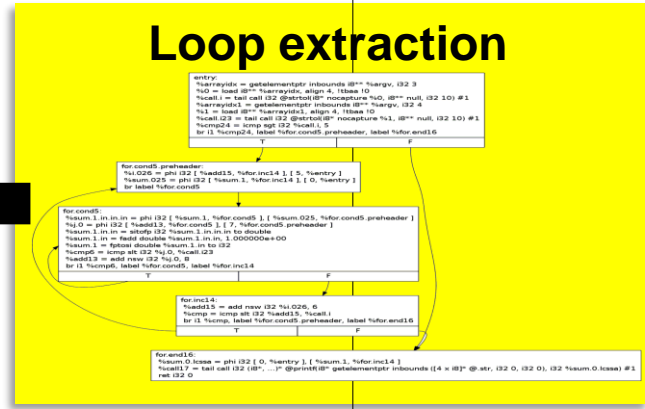 Loop extraction
entry:
%arrayidx = getelementptr inbounds i8** %argv, i32 3
%0 = load i8** %arrayidx, align 4, !tbaa !0
%call.i = tail call i32 @strtol(i8* nocapture %0, i8** null, i32 10) #1
%arrayidx1 = getelementptr inbounds i8** %argv, i32 4
%1 = load i8** %arrayidx1, align 4, !tbaa !0
%call.i23 = tail call i32 @strtol(i8* nocapture %1, i8** null, i32 10) #1
%cmp24 = icmp sgt i32 %call.i, 5
br i1 %cmp24, label %for.cond5.preheader, label %for.end16
T F
for.cond5.preheader:
%i.026 = phi i32 [ %add15, %for.inc14 ], [ 5, %entry ]
%sum.025 = phi i32 [ %sum.1, %for.inc14 ], [ 0, %entry ]
br label %for.cond5
for.cond5:
%sum.1.in.in.in = phi i32 [ %sum.1, %for.cond5 ], [ %sum.025, %for.cond5.preheader ]
%j.0 = phi i32 [ %add13, %for.cond5 ], [ 7, %for.cond5.preheader ]
%sum.1.in.in = sitofp i32 %sum.1.in.in.in to double
%sum.1.in = fadd double %sum.1.in.in, 1.000000e+00
%sum.1 = fptosi double %sum.1.in to i32
%cmp6 = icmp slt i32 %j.0, %call.i23
%add13 = add nsw i32 %j.0, 8
br i1 %cmp6, label %for.cond5, label %for.inc14
T F
for.inc14:
%add15 = add nsw i32 %i.026, 6
%cmp = icmp slt i32 %add15, %call.i
br i1 %cmp, label %for.cond5.preheader, label %for.end16
T F
for.end16:
%sum.0.lcssa = phi i32 [ 0, %entry ], [ %sum.1, %for.inc14 ]
%call17 = tail call i32 (i8*, ...)* @printf(i8* getelementptr inbounds ([4 x i8]* @.str, i32 0, i32 0), i32 %sum.0.lcssa) #1
ret i32 0